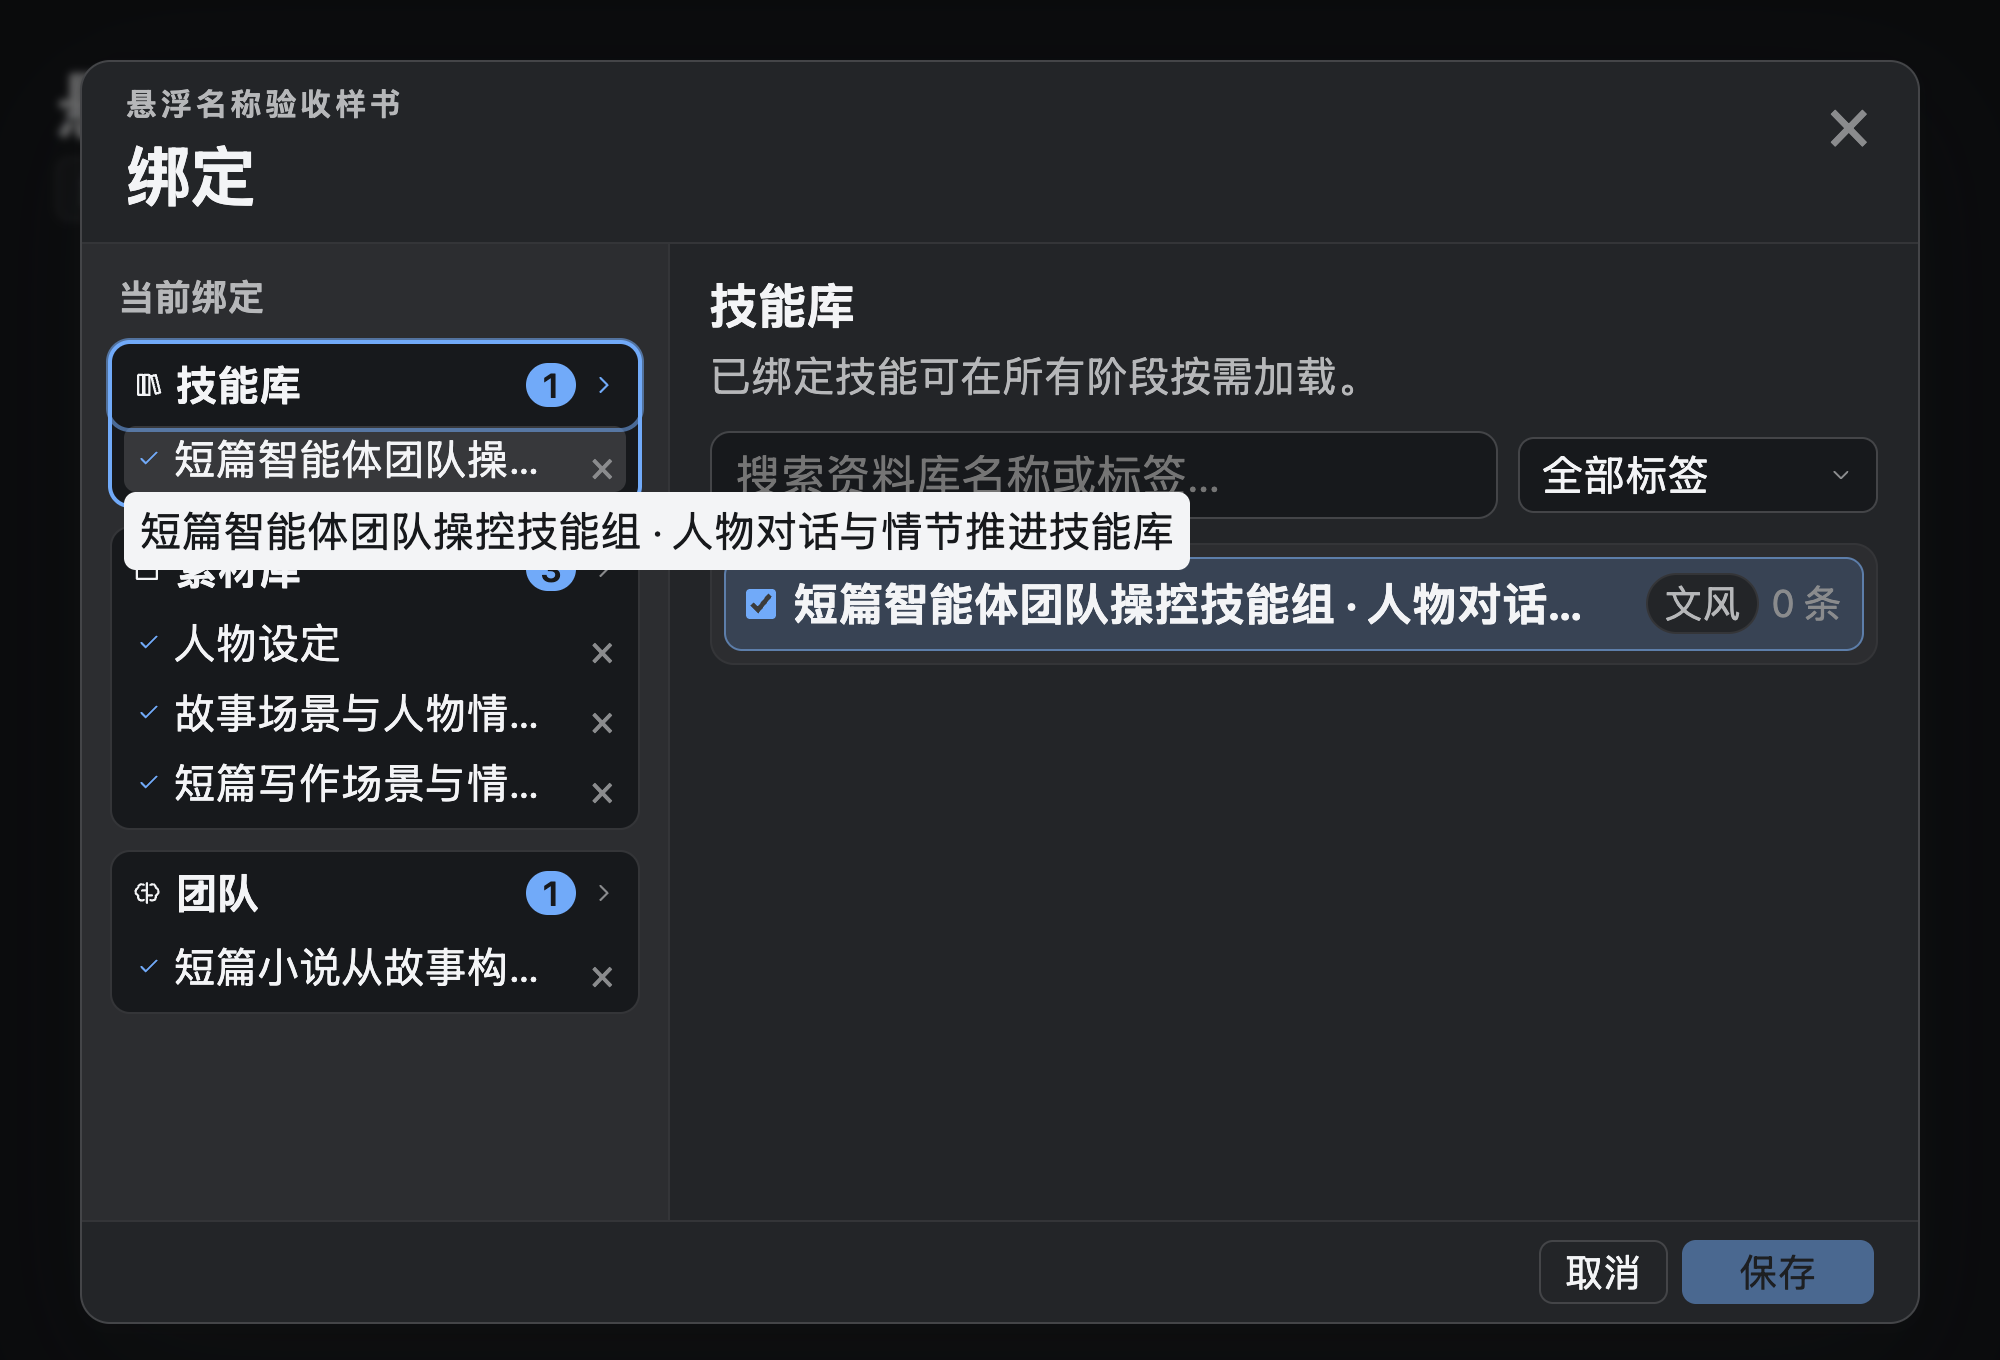 悬浮名称验收样书
绑定
当前绑定
技能库 1
短篇智能体团队操...
短篇智能体团队操控技能组 · 人物对话与情节推进技能库
素材库 3
人物设定
故事场景与人物情...
短篇写作场景与情...
团队 1
短篇小说从故事构...
技能库
已绑定技能可在所有阶段按需加载。
搜索资料库名称或标签...
全部标签
短篇智能体团队操控技能组 · 人物对话... 文风 0 条
取消
保存